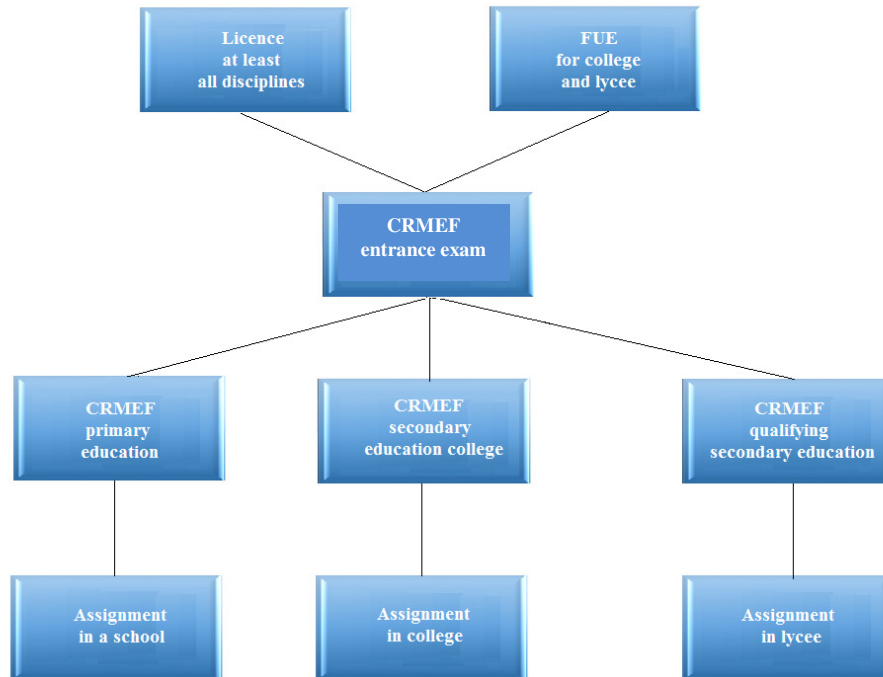 Licence
at least
all disciplines
FUE
for college
and lycee
CRMEF
entrance exam
CRMEF
primary
education
CRMEF
secondary
education college
CRMEF
qualifying
secondary education
Assignment
in a school
Assignment
in college
Assignment
in lycee